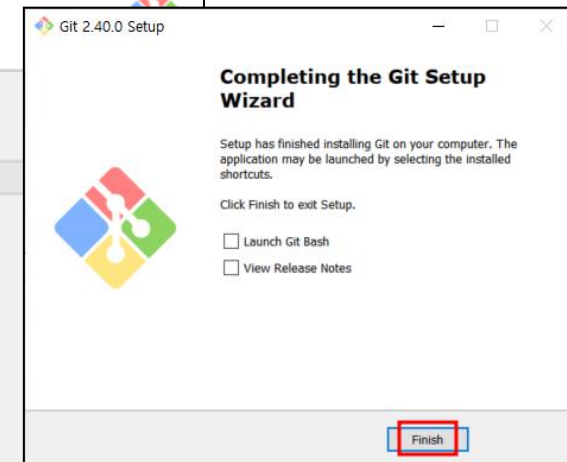 Git 2.40.0 Setup
Completing the Git Setup
Wizard
Setup has finished installing Git on your computer. The
application may be launched by selecting the installed
shortcuts.
Click Finish to exit Setup.
Launch Git Bash
View Release Notes
Finish